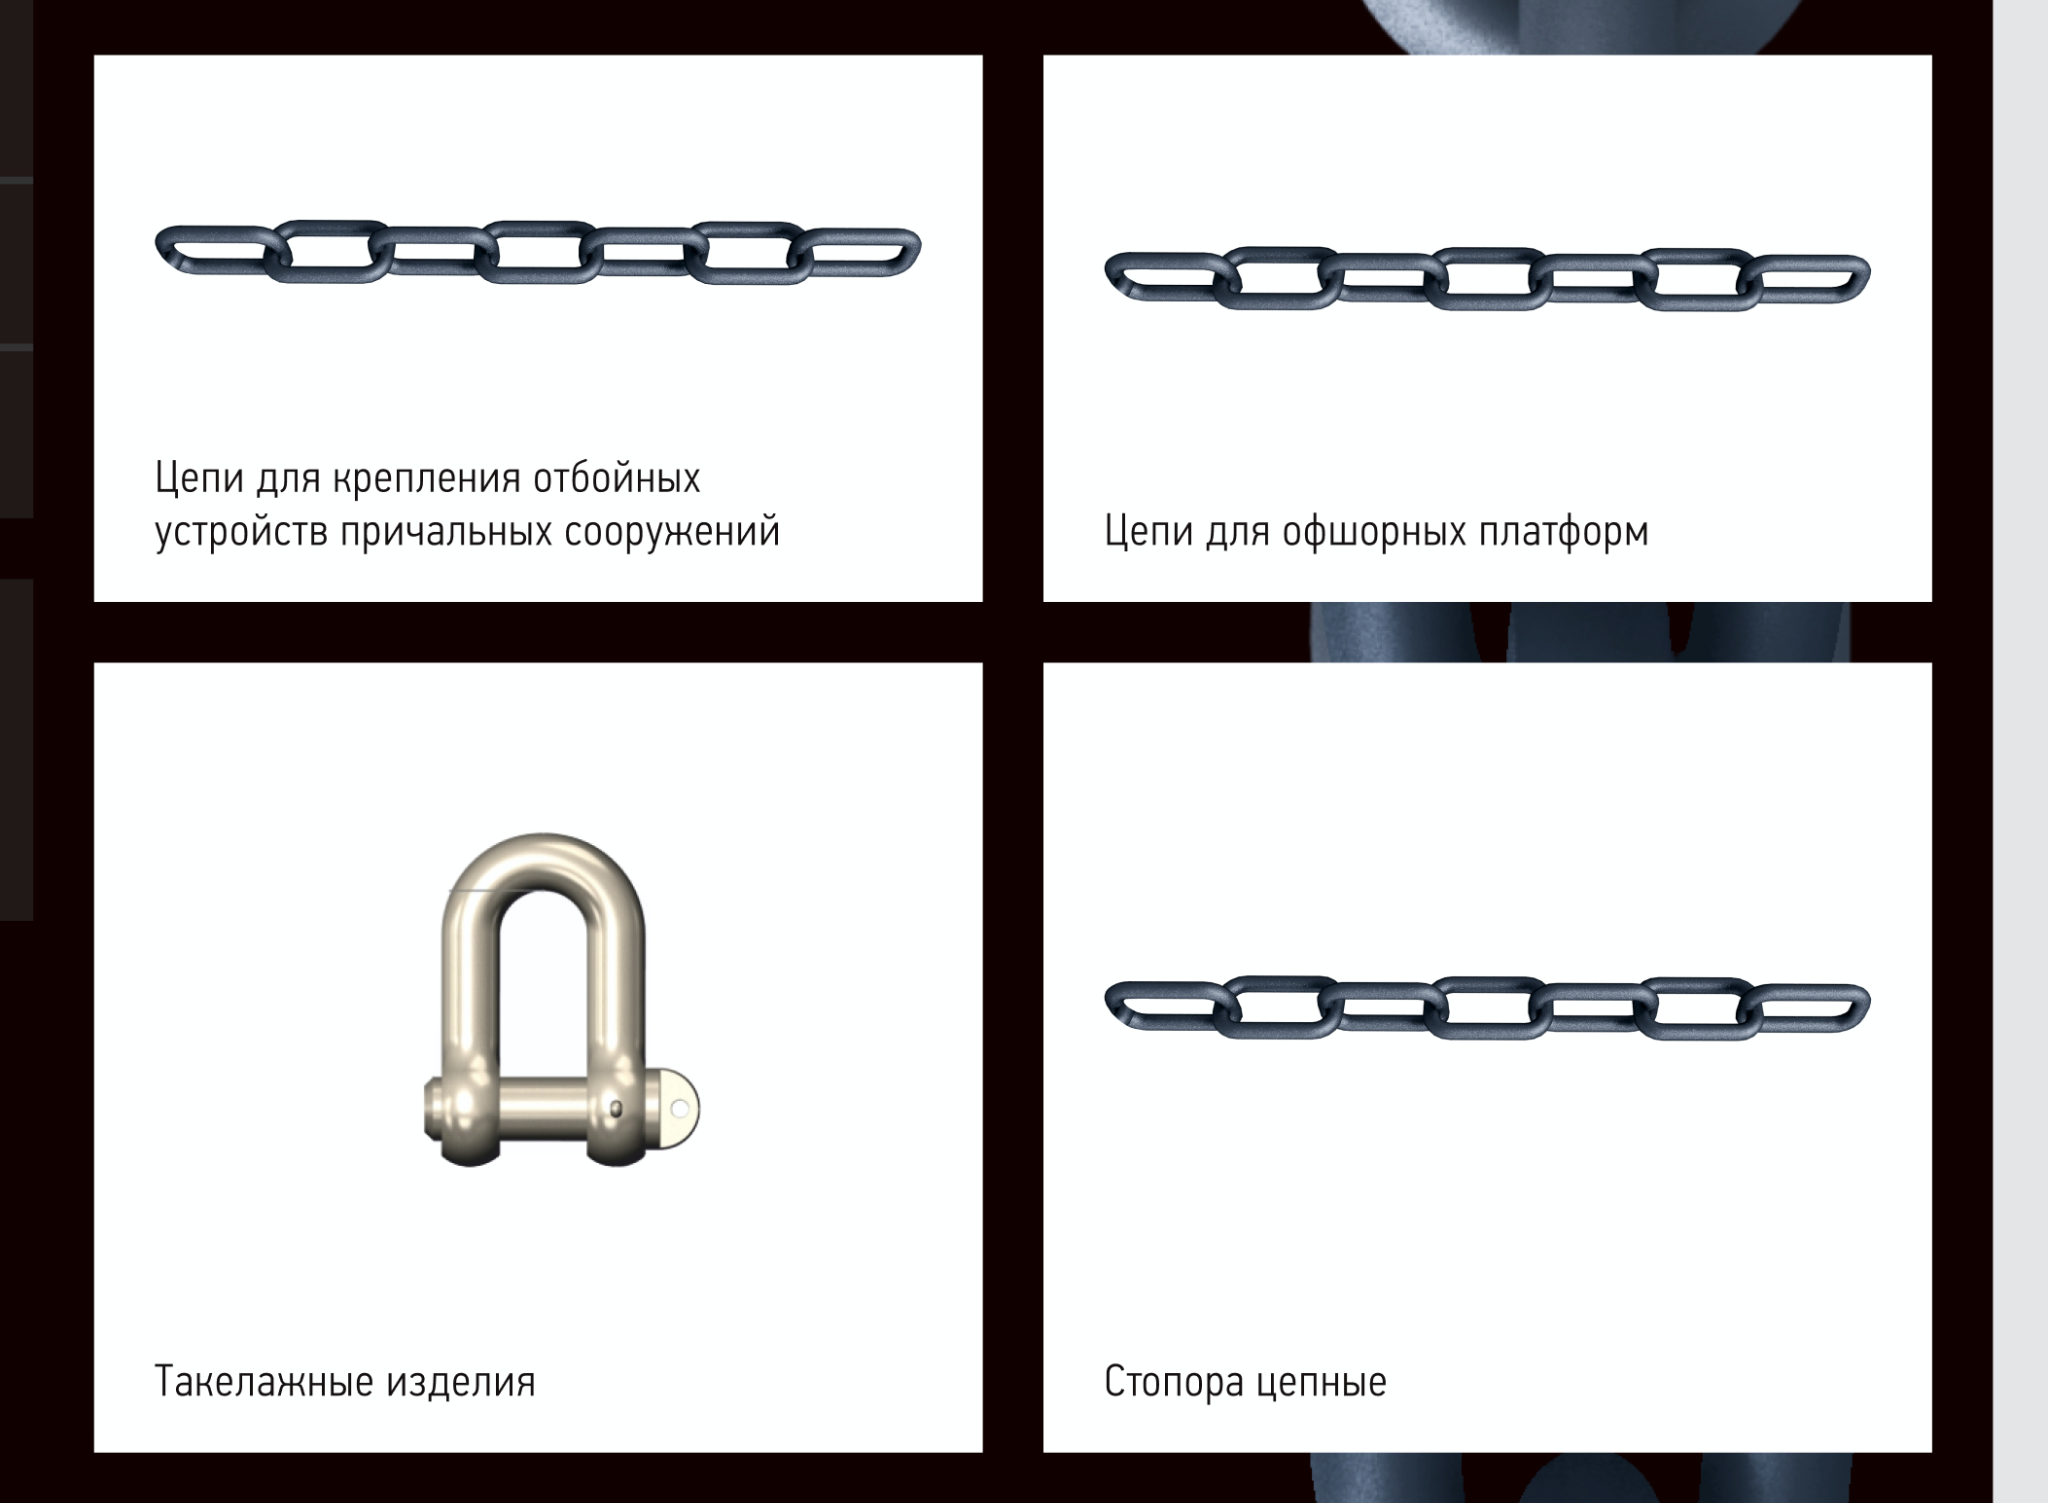 Цепи для крепления отбойных
устройств причальных сооружений
Цепи для офшорных платформ
Такелажные изделия
Стопора цепные